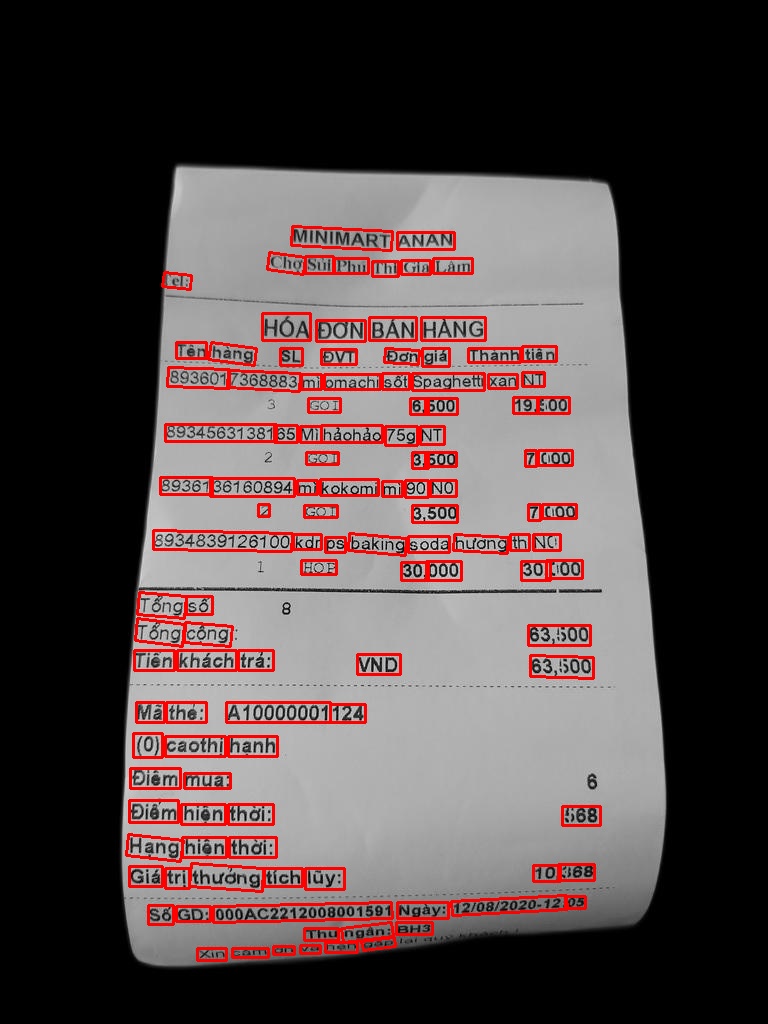 MINIMART ANAN
Chợ Sủi Phú Thị Gia Lâm
Tel:
HÓA ĐƠN BÁN HÀNG
Tên hàng SL ĐVT Đơn giá Thành tiền
8936017368883 mì omachi sốt Spaghetti xan NT
3 GOI 6,500 19,500
8934563138165 Mì hảohảo 75g NT
2 GOI 3,500 7,000
8936136160894 mì kokomi mì 90 N0
2 GOI 3,500 7,000
8934839126100 kdr ps baking soda hương th N0
1 HOP 30,000 30,000
Tổng số 8
Tổng cộng : 63,500
Tiền khách trả: VND 63,500
Mã thẻ: A10000001124
(0) caothị hạnh
Điểm mua: 6
Điểm hiện thời: 568
Hạng hiện thời:
Giá trị thưởng tích lũy: 10,368
Số GD: 000AC2212008001591 Ngày: 12/08/2020-12:05
Thu ngân: BH3
Xin cảm ơn và hẹn gặp lại quý khách !